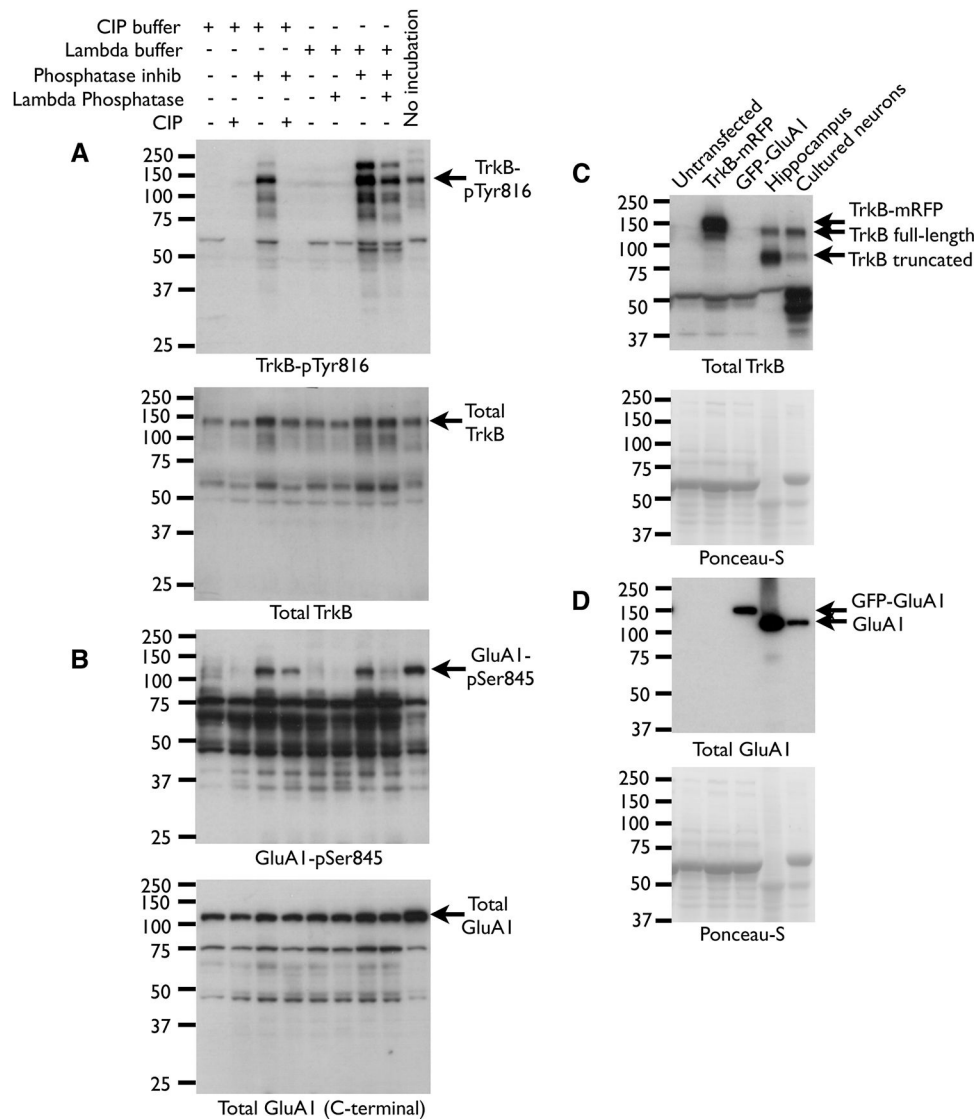 CIP buffer + + + + - - - - 
Lambda buffer - - - - + + + +
Phosphatase inhib - - + + - - + +
Lambda Phosphatase - - - - - + - +
CIP - + - + - - - -
No incubation
A
250
150
100
75
50
37
25
TrkB-
pTyr816
TrkB-pTyr816
250
150
100
75
50
37
25
Total
TrkB
Total TrkB
B
250
150
100
75
50
37
25
GluA1-
pSer845
GluA1-pSer845
250
150
100
75
50
37
25
Total
GluA1
Total GluA1 (C-terminal)
C
Untransfected
TrkB-mRFP
GFP-GluA1
Hippocampus
Cultured neurons
250
150
100
75
50
37
TrkB-mRFP
TrkB full-length
TrkB truncated
Total TrkB
250
150
100
75
50
37
Ponceau-S
D
250
150
100
75
50
37
GFP-GluA1
GluA1
Total GluA1
250
150
100
75
50
37
Ponceau-S